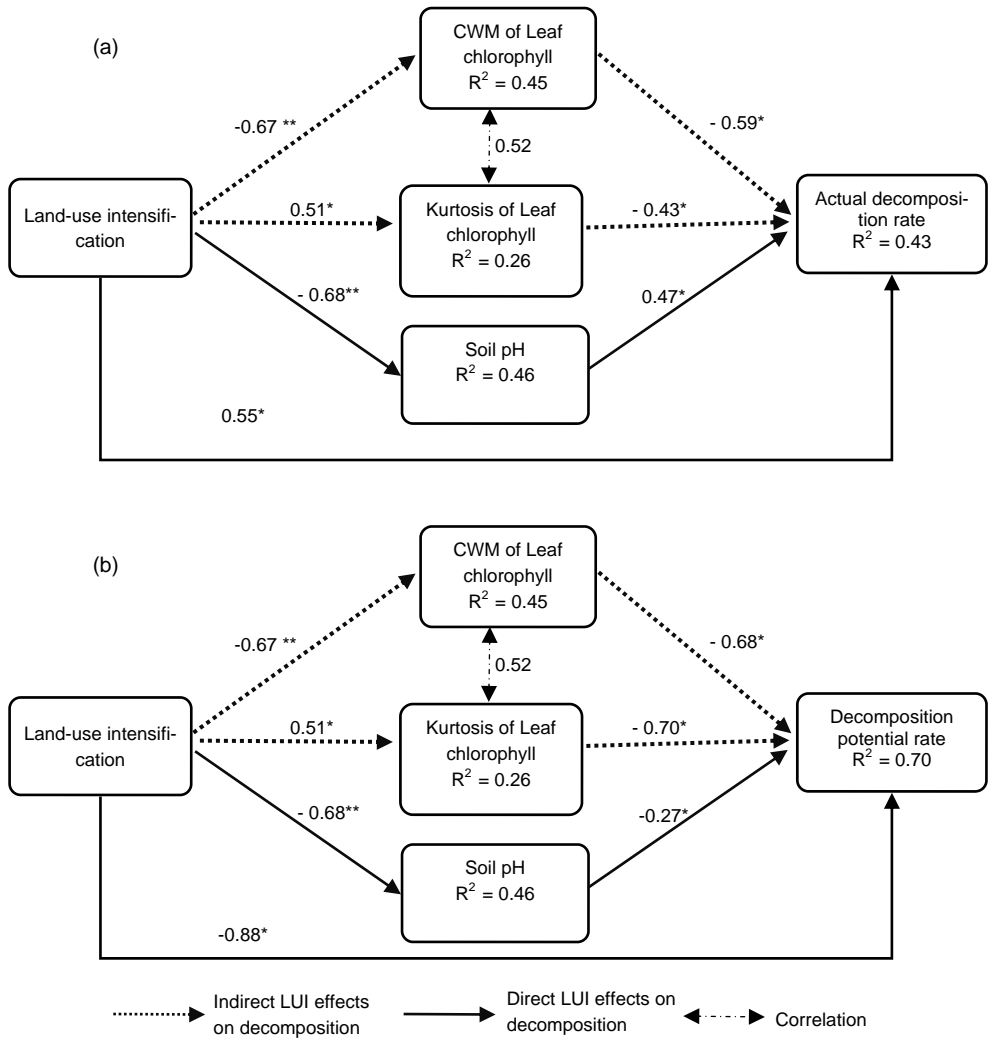 (a)
CWM of Leaf
chlorophyll
R² = 0.45
-0.67 **
- 0.59*
0.52
Land-use intensifi-
cation
0.51*
Kurtosis of Leaf
chlorophyll
R² = 0.26
- 0.43*
Actual decomposi-
tion rate
R² = 0.43
- 0.68**
0.47*
Soil pH
R² = 0.46
0.55*
(b)
CWM of Leaf
chlorophyll
R² = 0.45
-0.67 **
- 0.68*
0.52
Land-use intensifi-
cation
0.51*
Kurtosis of Leaf
chlorophyll
R² = 0.26
- 0.70*
Decomposition
potential rate
R² = 0.70
- 0.68**
-0.27*
Soil pH
R² = 0.46
-0.88*
Indirect LUI effects
on decomposition
Direct LUI effects on
decomposition
Correlation